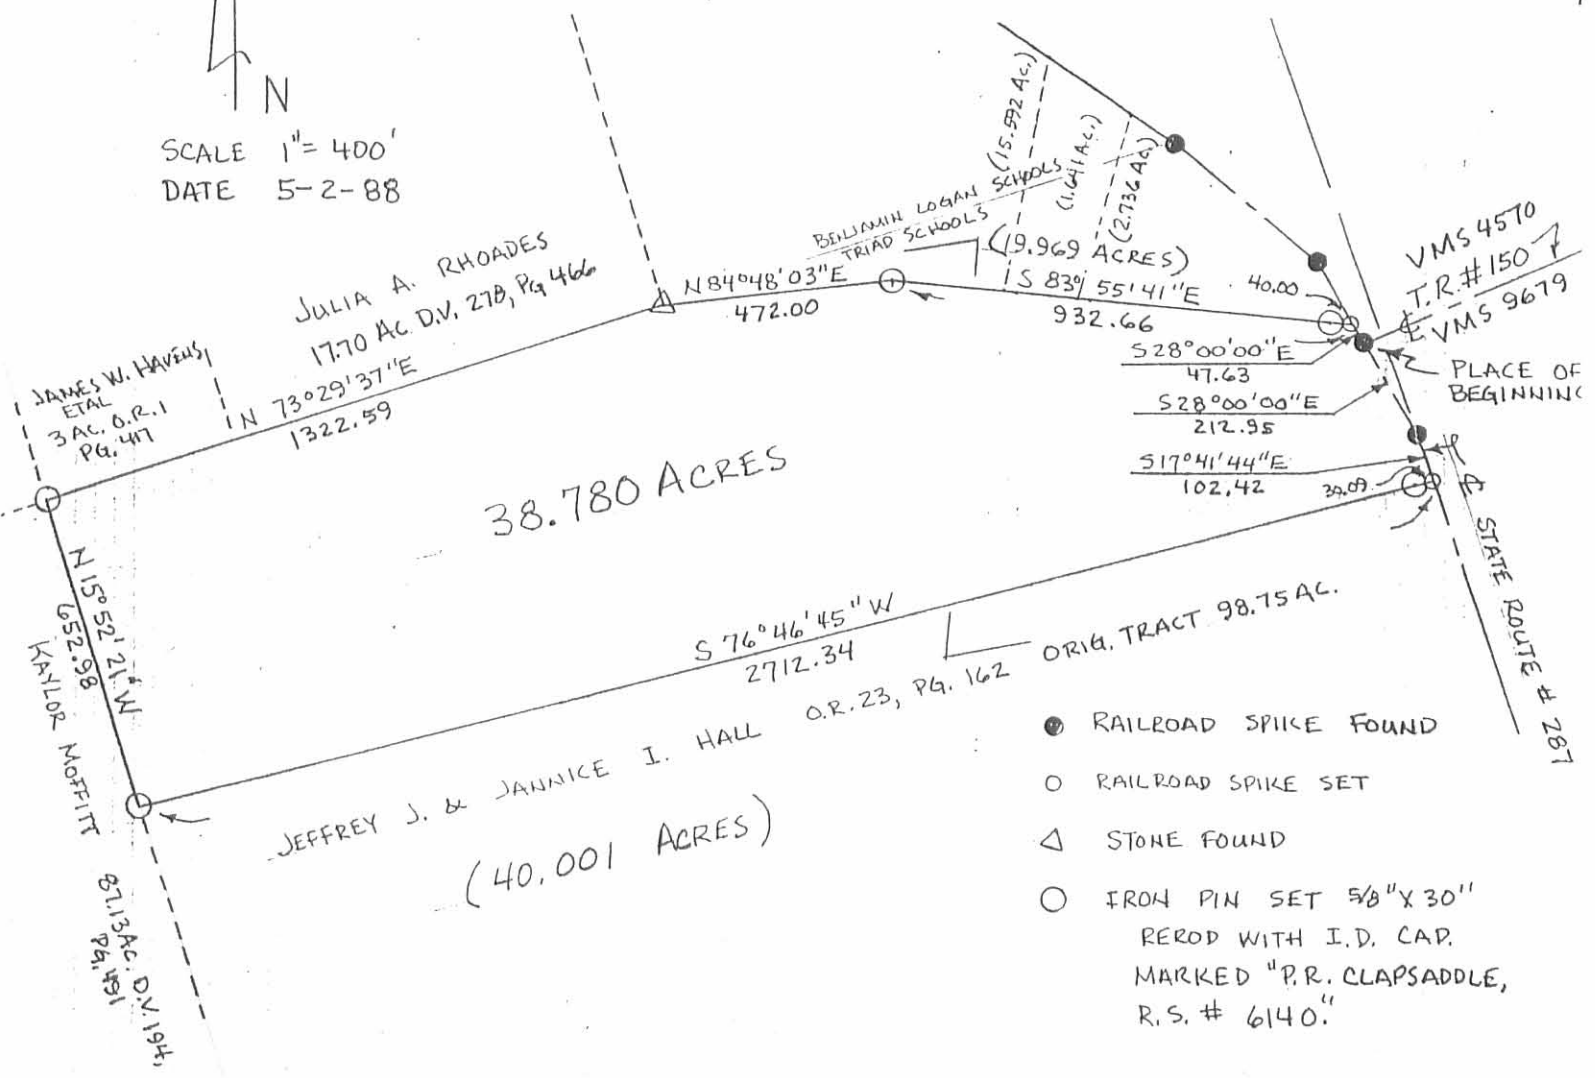 N
SCALE 1"= 400'
DATE 5-2-88
JULIA A. RHOADES
17.70 AC. D.V. 278, PG. 466
JAMES W. HAVENS,
ETAL
3 AC. O.R. 1
PG. 417
N 73°29'37"E
1322.59
N 84°48'03"E
472.00
BENJAMIN LOGAN SCHOOLS
TRIAD SCHOOLS
(15.592 AC.)
(1.641 AC.)
(2.736 AC.)
(19.969 ACRES)
S 83° 55'41"E
932.66
40.00
VMS 4570
T.R.#150
VMS 9679
PLACE OF
BEGINNING
S28°00'00"E
47.63
S28°00'00"E
212.95
S17°41'44"E
102.42
39.09
38.780 ACRES
N 15°52'21"W
652.98
KAYLOR MOFFITT 87.13 AC. D.V. 194,
PG. 491
S 76°46'45"W
2712.34
JEFFREY J. & JANNICE I. HALL O.R. 23, PG. 162
ORIG. TRACT 98.75 AC.
(40.001 ACRES)
℄ STATE ROUTE # 287
RAILROAD SPIKE FOUND
RAILROAD SPIKE SET
STONE FOUND
IRON PIN SET 5/8"X 30"
REROD WITH I.D. CAP.
MARKED "P.R. CLAPSADDLE,
R.S. # 6140."